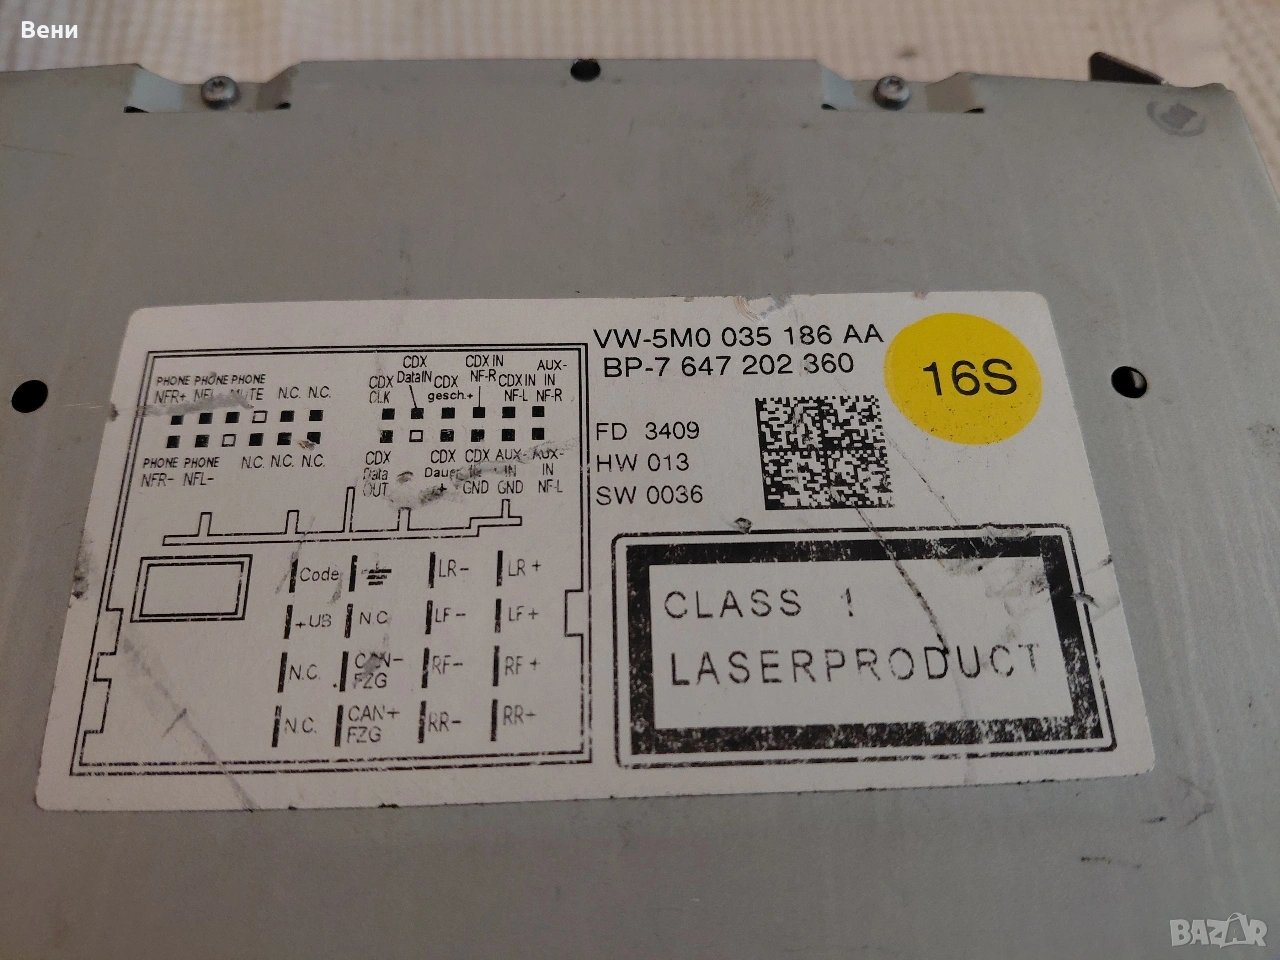 Вени
VW-5M0 035 186 AA
BP-7 647 202 360
16S
FD 3409
HW 013
SW 0036
CLASS 1
LASERPRODUCT
PHONE PHONE PHONE
NFR+ NFL MUTE N.C. N.C.
PHONE PHONE
NFR- NFL- N.C. N.C. N.C.
CDX
CLK
CDX
DataIN
CDX
gesch.+
CDX IN
NF-R
CDX IN
NF-L
AUX-
IN
NF-R
CDX
Data
OUT
CDX
Dauer
+
CDX
GND
AUX-
IN
GND
AUX-
IN
NF-L
Code LR- LR+
+UB N.C LF- LF+
N.C. CAN-
FZG RF- RF+
N.C. CAN+
FZG RR- RR+
BAZAR